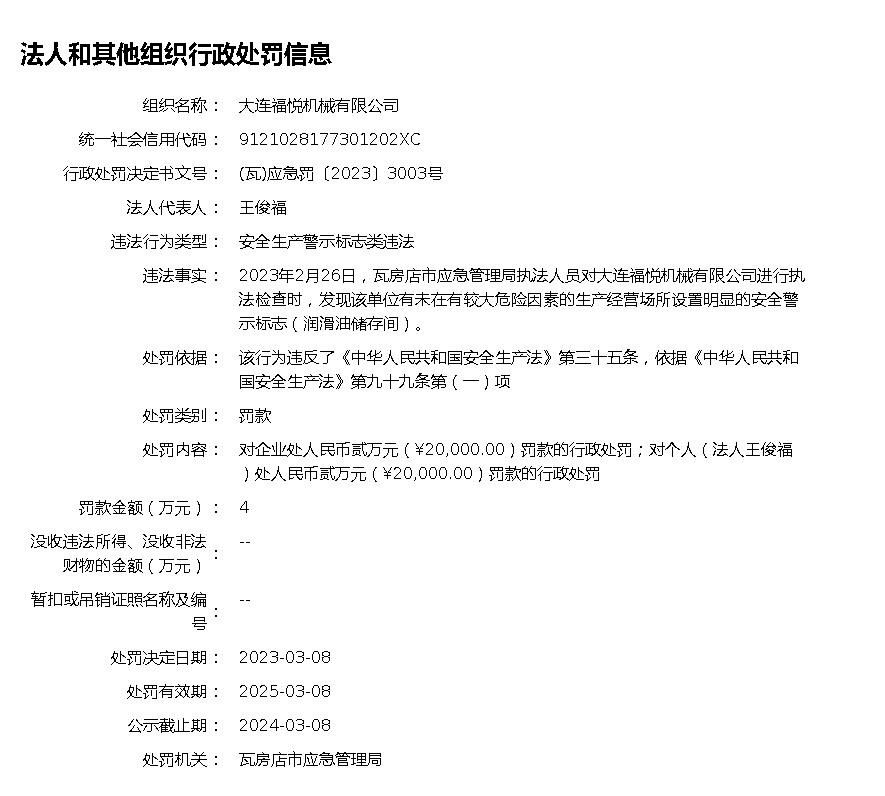 法人和其他组织行政处罚信息
组织名称： 大连福悦机械有限公司
统一社会信用代码： 9121028177301202XC
行政处罚决定书文号： (瓦)应急罚〔2023〕3003号
法人代表人： 王俊福
违法行为类型： 安全生产警示标志类违法
违法事实： 2023年2月26日，瓦房店市应急管理局执法人员对大连福悦机械有限公司进行执
法检查时，发现该单位有未在有较大危险因素的生产经营场所设置明显的安全警
示标志（润滑油储存间）。
处罚依据： 该行为违反了《中华人民共和国安全生产法》第三十五条，依据《中华人民共和
国安全生产法》第九十九条第（一）项
处罚类别： 罚款
处罚内容： 对企业处人民币贰万元（¥20,000.00）罚款的行政处罚；对个人（法人王俊福
）处人民币贰万元（¥20,000.00）罚款的行政处罚
罚款金额（万元）： 4
没收违法所得、没收非法
财物的金额（万元）： --
暂扣或吊销证照名称及编
号： --
处罚决定日期： 2023-03-08
处罚有效期： 2025-03-08
公示截止期： 2024-03-08
处罚机关： 瓦房店市应急管理局